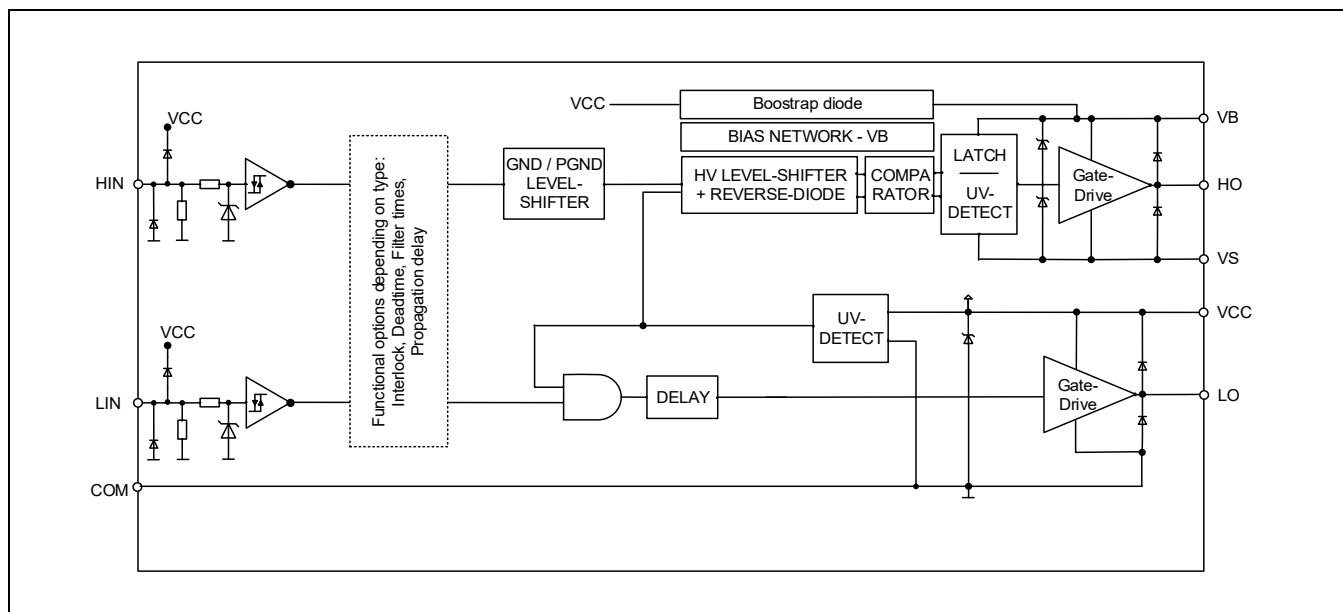 VCC
Boostrap diode
VB
VCC
BIAS NETWORK - VB
HIN
GND / PGND
LEVEL-
SHIFTER
HV LEVEL-SHIFTER
+ REVERSE-DIODE
COMPA
RATOR
LATCH
UV-
DETECT
Gate-
Drive
HO
VS
Functional options depending on type:
Interlock, Deadtime, Filter times,
Propagation delay
VCC
UV-
DETECT
VCC
LIN
DELAY
Gate-
Drive
LO
COM